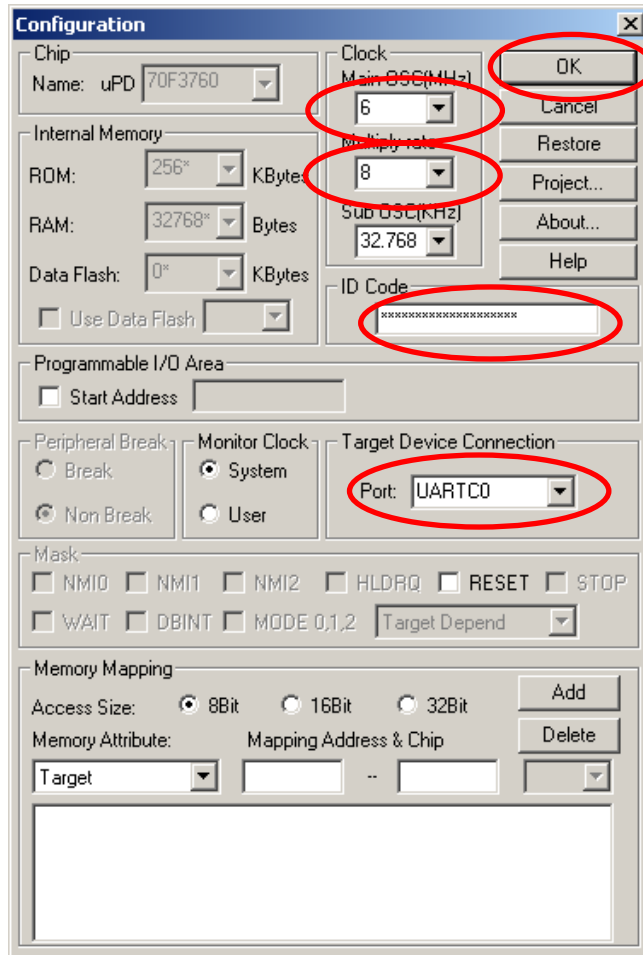 Configuration
Chip
Name: uPD 70F3760
Clock
Main OSC(MHz)
6
Multiply rate
8
Sub OSC(KHz)
32.768
OK
Cancel
Restore
Project...
About...
Help
Internal Memory
ROM: 256* KBytes
RAM: 32768* Bytes
Data Flash: 0* KBytes
Use Data Flash
ID Code
********************
Programmable I/O Area
Start Address
Peripheral Break
Break
Non Break
Monitor Clock
System
User
Target Device Connection
Port: UARTC0
Mask
NMI0 NMI1 NMI2 HLDRQ RESET STOP
WAIT DBINT MODE 0,1,2 Target Depend
Memory Mapping
Access Size: 8Bit 16Bit 32Bit
Add
Memory Attribute: Mapping Address & Chip
Delete
Target --